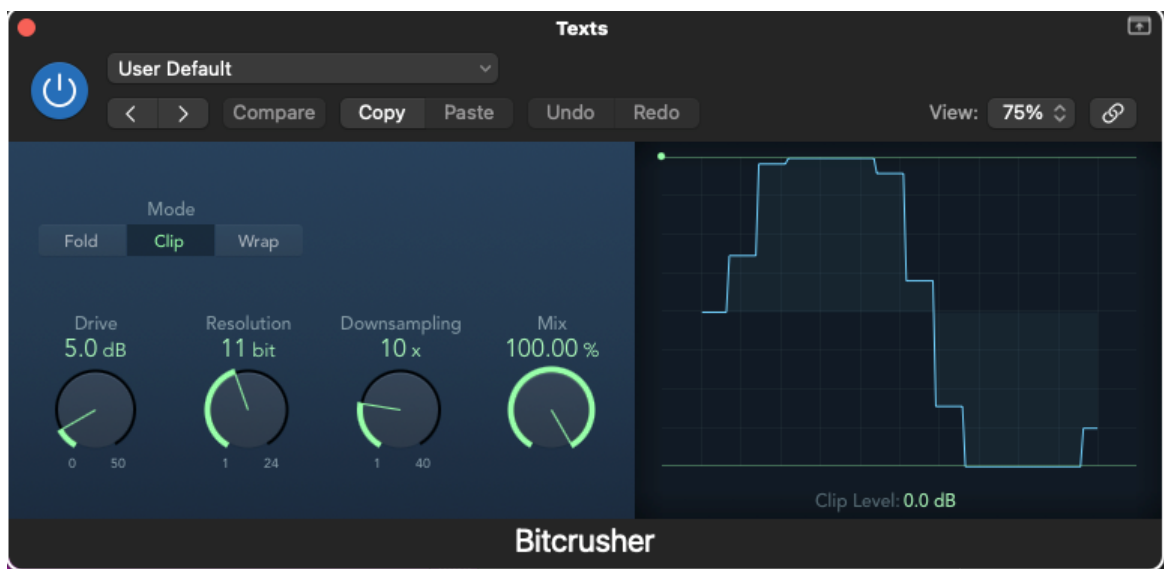 Texts
User Default
Compare Copy Paste Undo Redo View: 75%
Mode
Fold Clip Wrap
Drive Resolution Downsampling Mix
5.0 dB 11 bit 10 x 100.00 %
0 50 1 24 1 40
Clip Level: 0.0 dB
Bitcrusher